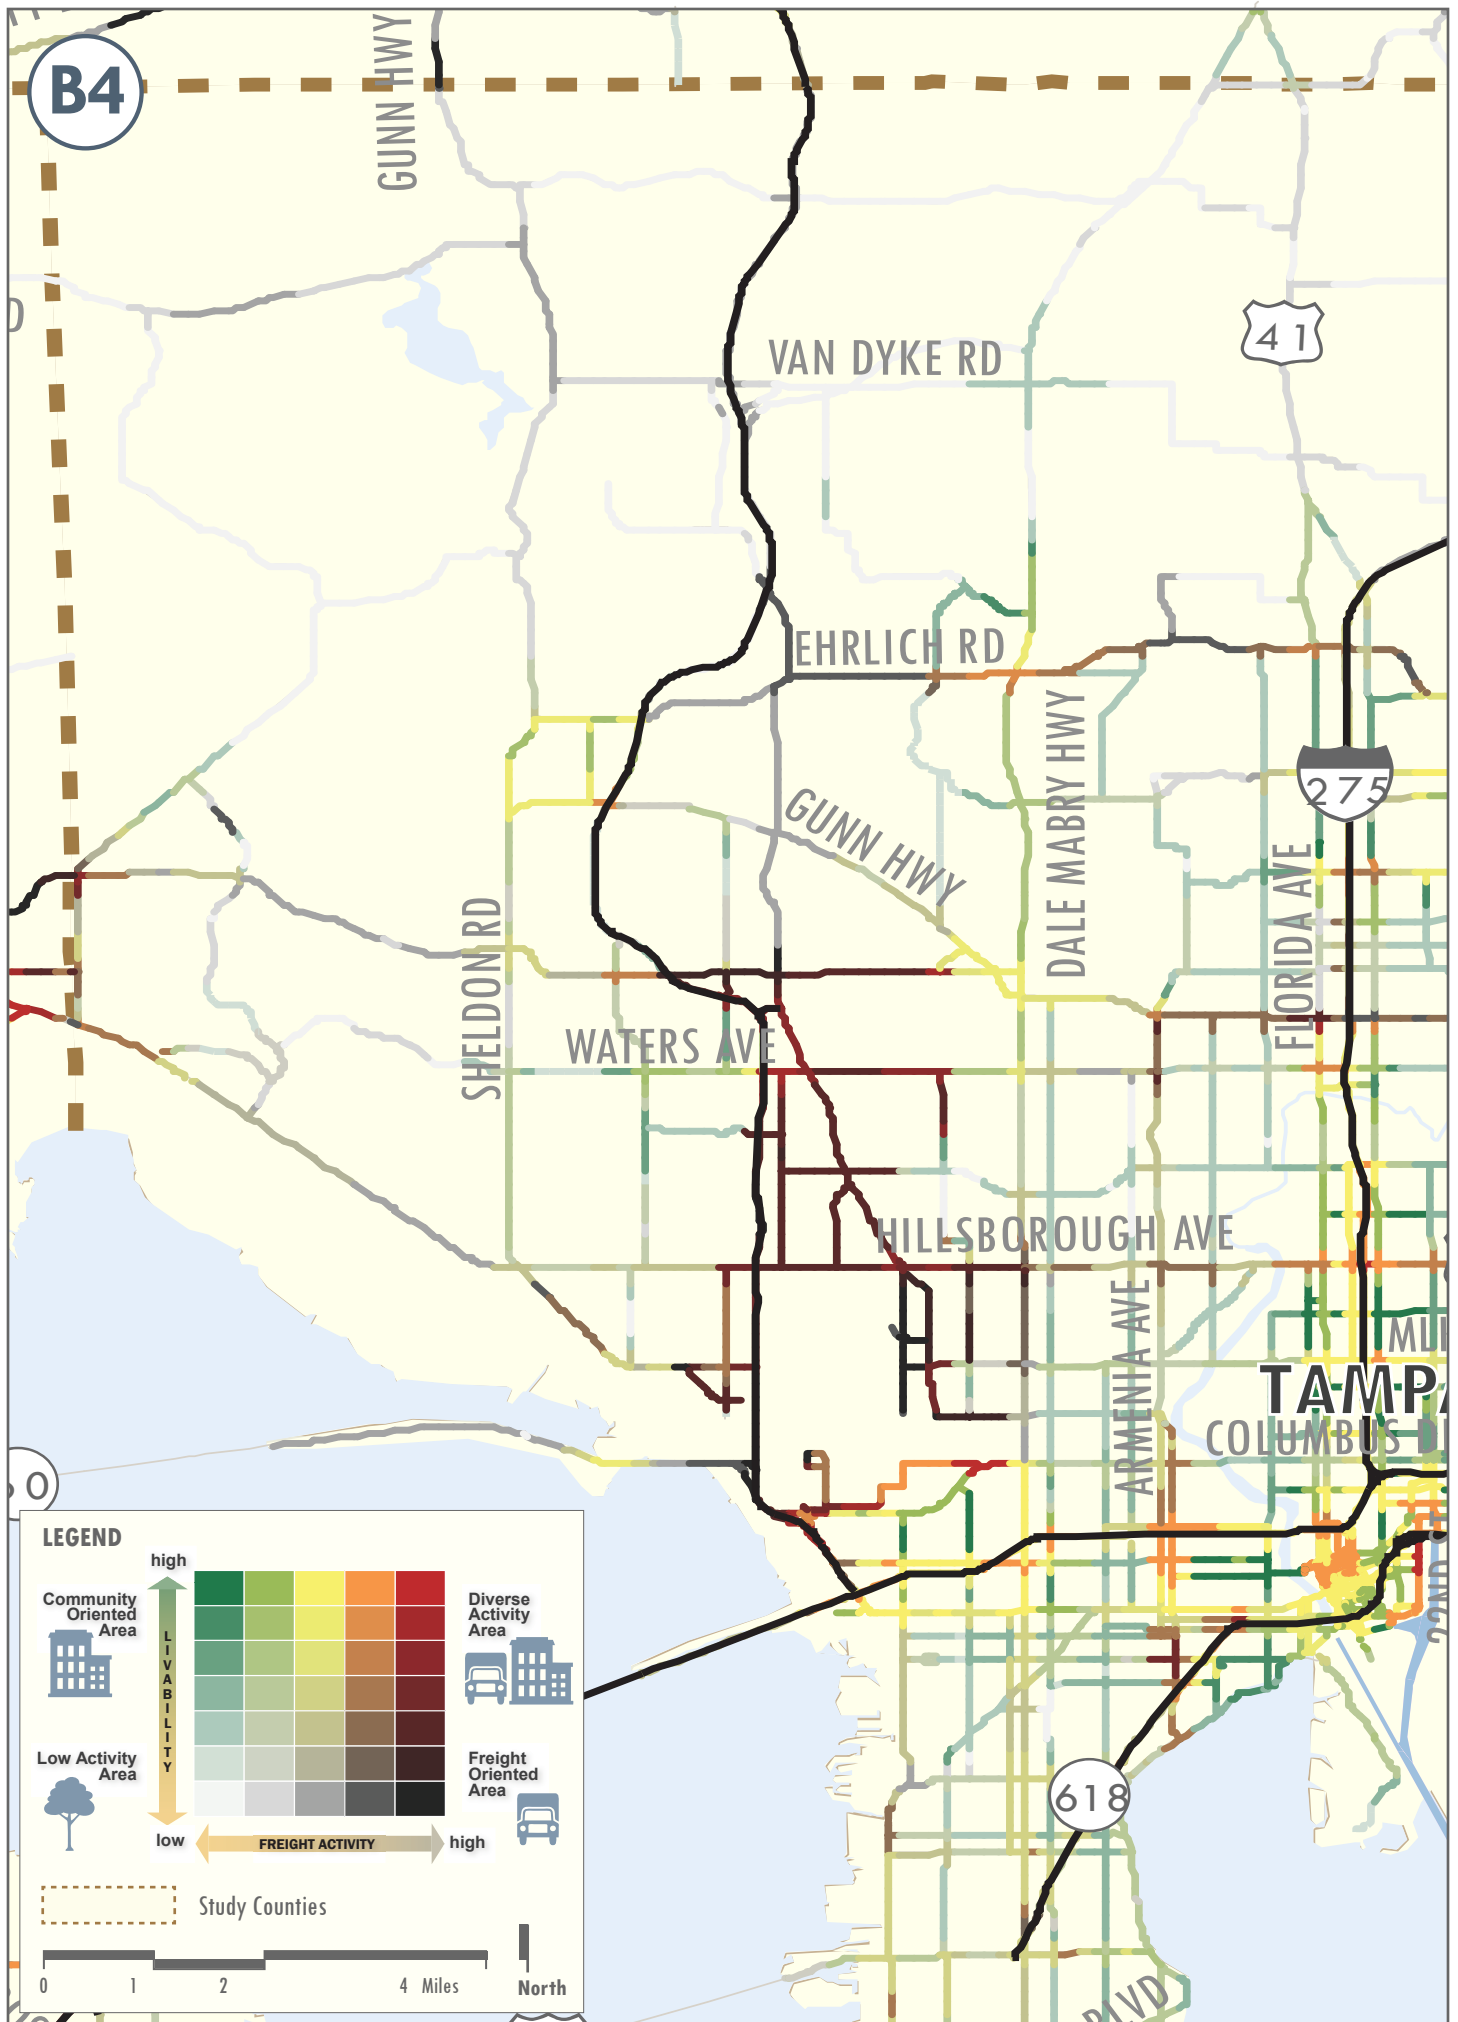 B4
GUNN HWY
VAN DYKE RD
41
EHRLICH RD
DALE MABRY HWY
275
GUNN HWY
FLORIDA AVE
SHELDON RD
WATERS AVE
HILLSBOROUGH AVE
ARMENIA AVE
TAMPA
COLUMBUS
618
BLVD
LEGEND
high
Community
Oriented
Area
Diverse
Activity
Area
LIVABILITY
Low Activity
Area
Freight
Oriented
Area
low
FREIGHT ACTIVITY
high
Study Counties
0 1 2 4 Miles
North